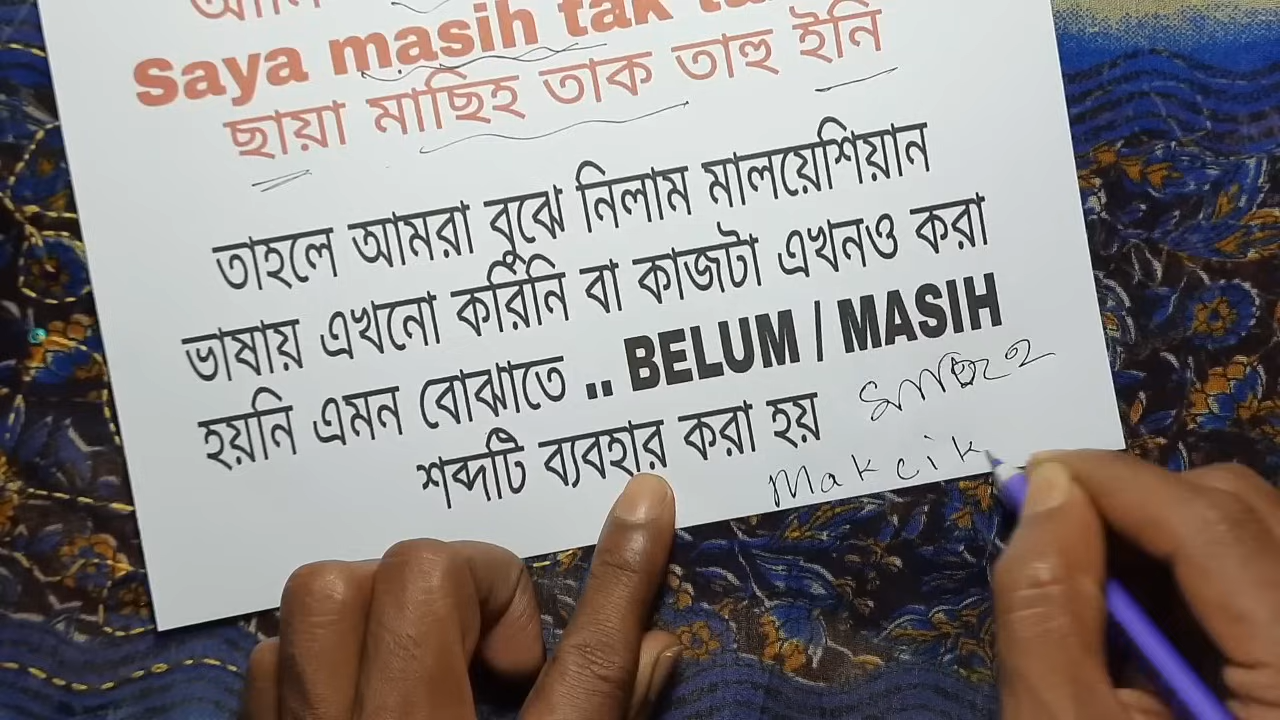 আমি
Saya masih tak
ছায়া মাছিহ তাক তাহু ইনি
তাহলে আমরা বুঝে নিলাম মালয়েশিয়ান
ভাষায় এখনো করিনি বা কাজটা এখনও করা
হয়নি এমন বোঝাতে .. BELUM / MASIH
শব্দটি ব্যবহার করা হয়
Makcik